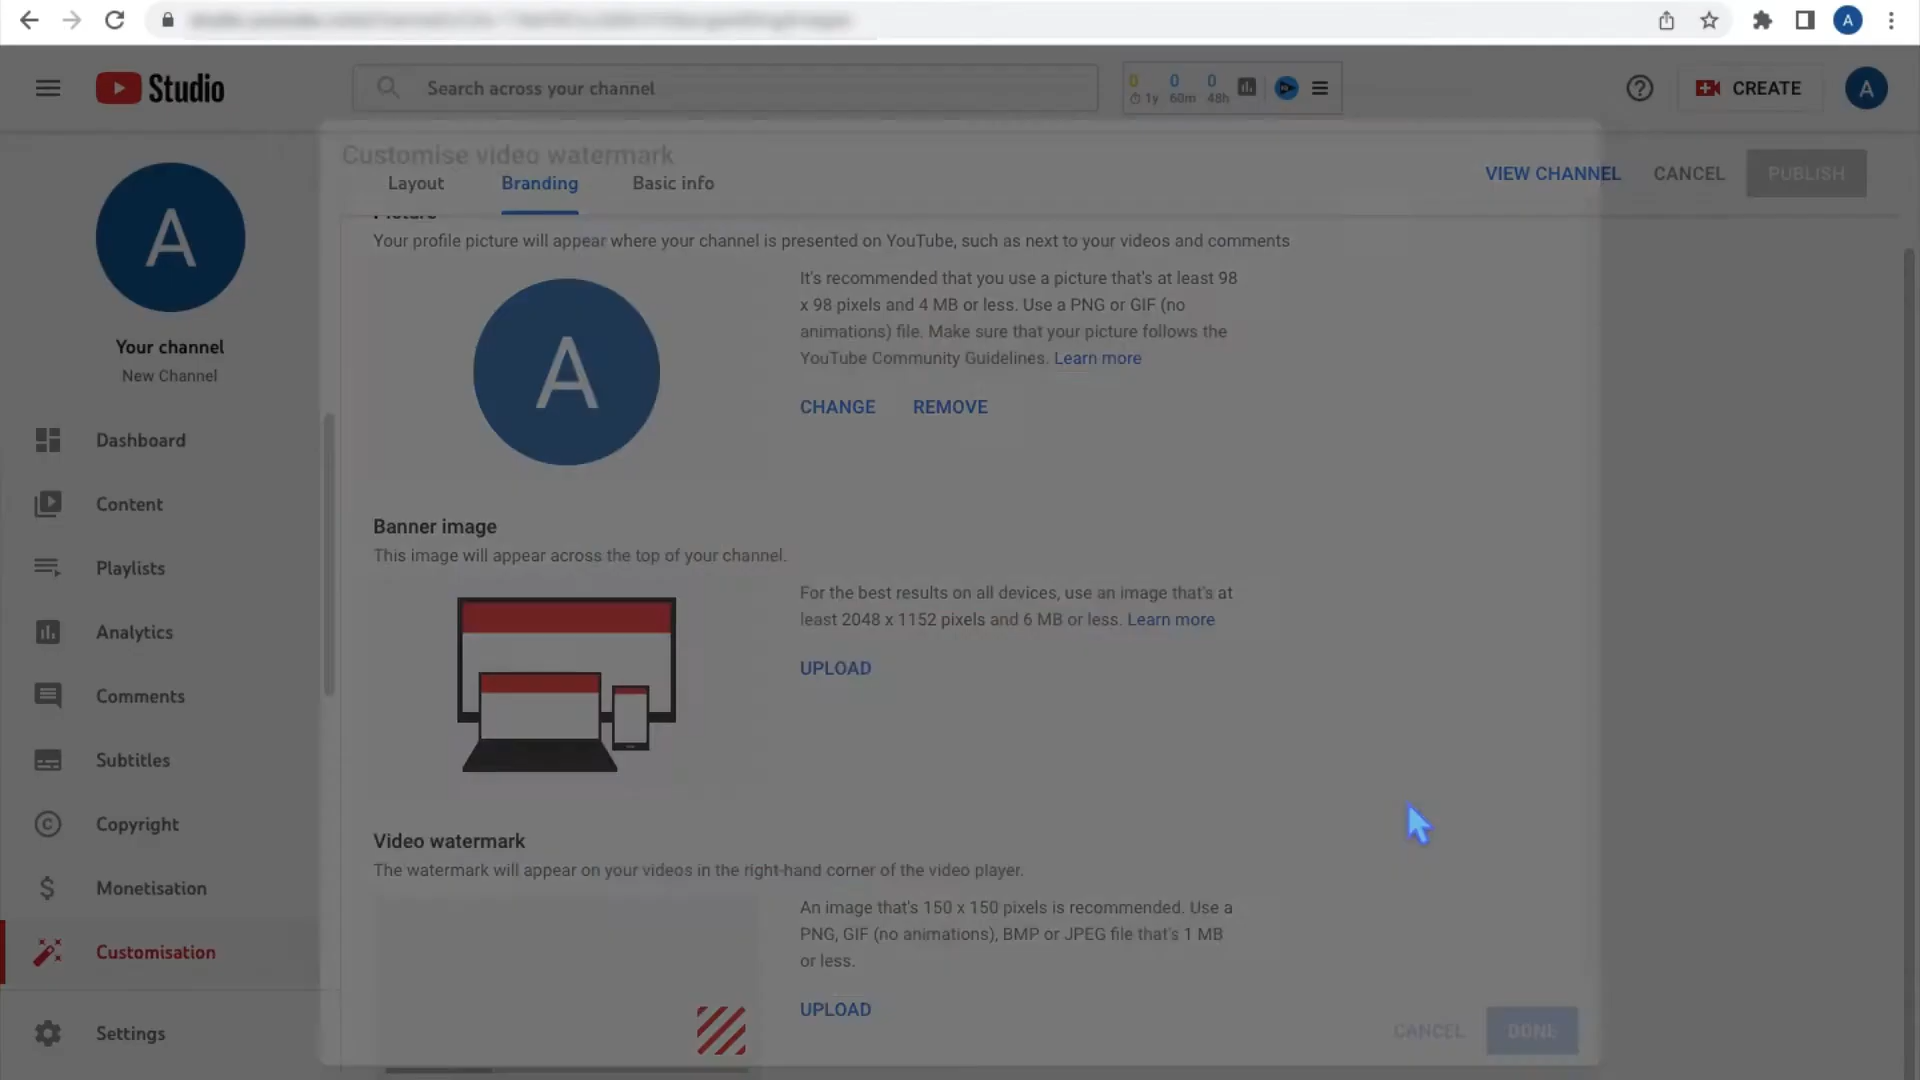 Studio
Search across your channel
0 0 0
1y 60m 48h
CREATE
A
A
Customise video watermark
Layout Branding Basic info
VIEW CHANNEL CANCEL PUBLISH
A
Your channel
New Channel
Dashboard
Content
Playlists
Analytics
Comments
Subtitles
Copyright
Monetisation
Customisation
Settings
Picture
Your profile picture will appear where your channel is presented on YouTube, such as next to your videos and comments
A
It's recommended that you use a picture that's at least 98
x 98 pixels and 4 MB or less. Use a PNG or GIF (no
animations) file. Make sure that your picture follows the
YouTube Community Guidelines. Learn more
CHANGE REMOVE
Banner image
This image will appear across the top of your channel.
For the best results on all devices, use an image that's at
least 2048 x 1152 pixels and 6 MB or less. Learn more
UPLOAD
Video watermark
The watermark will appear on your videos in the right-hand corner of the video player.
An image that's 150 x 150 pixels is recommended. Use a
PNG, GIF (no animations), BMP or JPEG file that's 1 MB
or less.
UPLOAD
CANCEL DONE